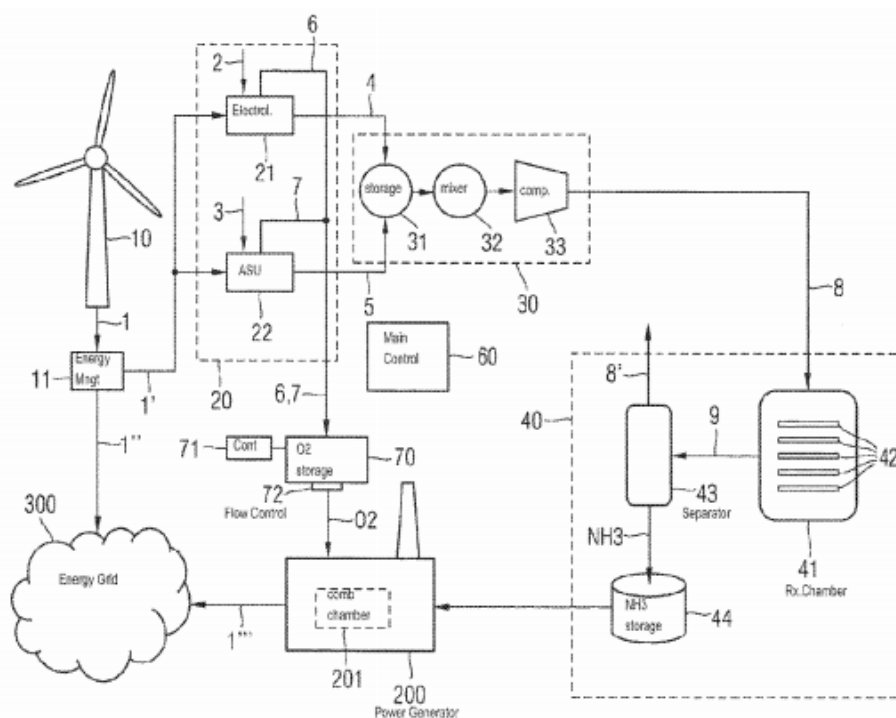 6
2
4
Electrol.
21
7
storage
mixer
comp.
3
31
32
33
10
ASU
5
30
22
8
1
Main
Control
60
Energy
Mngt
11
1'
20
6,7
8'
40
1''
71
Cont
O2
storage
70
9
42
72
43
300
Flow Control
O2
Separator
NH3
41
Rx.Chamber
Energy Grid
comb
chamber
NH3
storage
44
1'''
201
200
Power Generator